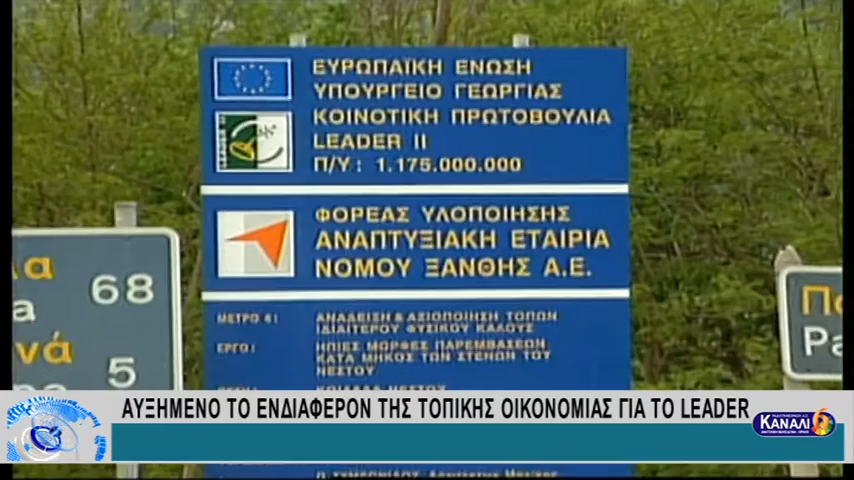 ΕΥΡΩΠΑΪΚΗ ΕΝΩΣΗ
ΥΠΟΥΡΓΕΙΟ ΓΕΩΡΓΙΑΣ
ΚΟΙΝΟΤΙΚΗ ΠΡΩΤΟΒΟΥΛΙΑ
LEADER II
Π/Υ : 1.175.000.000
ΦΟΡΕΑΣ ΥΛΟΠΟΙΗΣΗΣ
ΑΝΑΠΤΥΞΙΑΚΗ ΕΤΑΙΡΙΑ
ΝΟΜΟΥ ΞΑΝΘΗΣ Α.Ε.
ΜΕΤΡΟ 6: ΑΝΑΔΕΙΞΗ & ΑΞΙΟΠΟΙΗΣΗ ΤΟΠΩΝ
ΙΔΙΑΙΤΕΡΟΥ ΦΥΣΙΚΟΥ ΚΑΛΟΥΣ
ΕΡΓΟ: ΗΠΙΕΣ ΜΟΡΦΕΣ ΠΑΡΕΜΒΑΣΕΩΝ
ΚΑΤΑ ΜΗΚΟΣ ΤΩΝ ΣΤΕΝΩΝ ΤΟΥ
ΝΕΣΤΟΥ
68
5
ΑΥΞΗΜΕΝΟ ΤΟ ΕΝΔΙΑΦΕΡΟΝ ΤΗΣ ΤΟΠΙΚΗΣ ΟΙΚΟΝΟΜΙΑΣ ΓΙΑ ΤΟ LEADER
ΚΑΝΑΛΙ 6